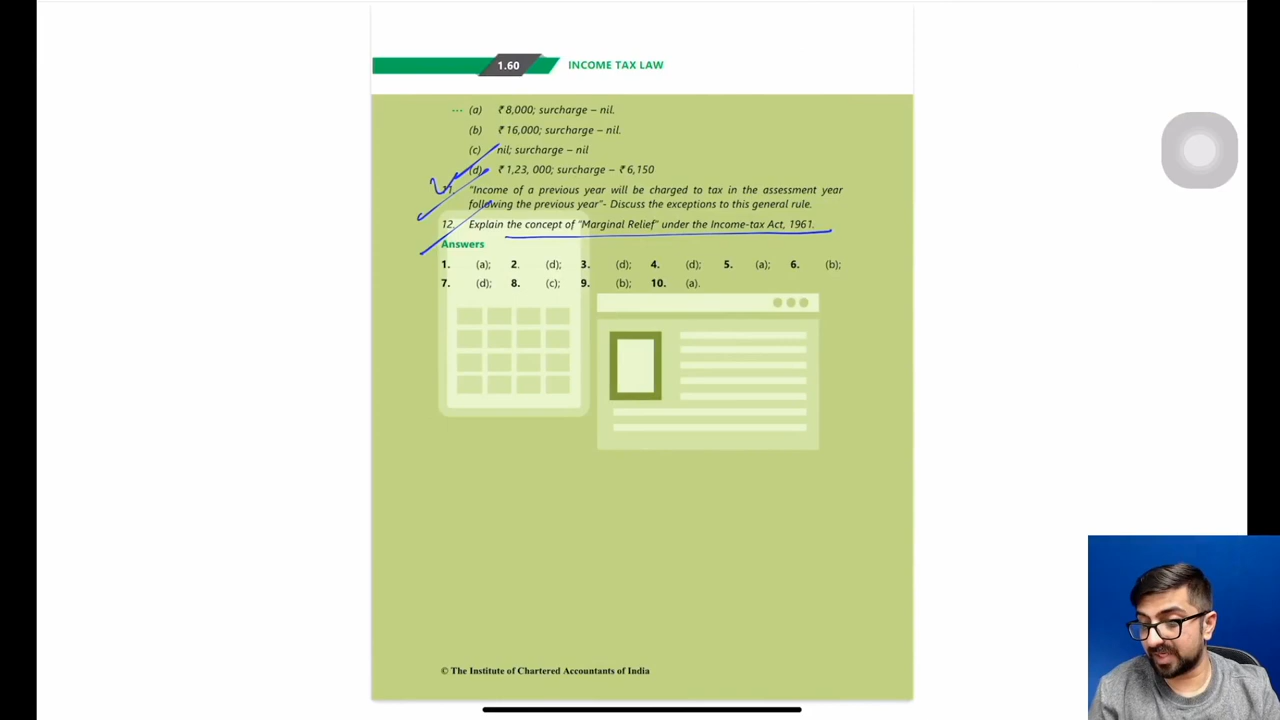 1.60 INCOME TAX LAW
(a) ₹ 8,000; surcharge – nil.
(b) ₹ 16,000; surcharge – nil.
(c) nil; surcharge – nil
(d) ₹ 1,23, 000; surcharge – ₹ 6,150
"Income of a previous year will be charged to tax in the assessment year
following the previous year"- Discuss the exceptions to this general rule.
12. Explain the concept of "Marginal Relief" under the Income-tax Act, 1961.
Answers
1. (a); 2. (d); 3. (d); 4. (d); 5. (a); 6. (b);
7. (d); 8. (c); 9. (b); 10. (a).
© The Institute of Chartered Accountants of India